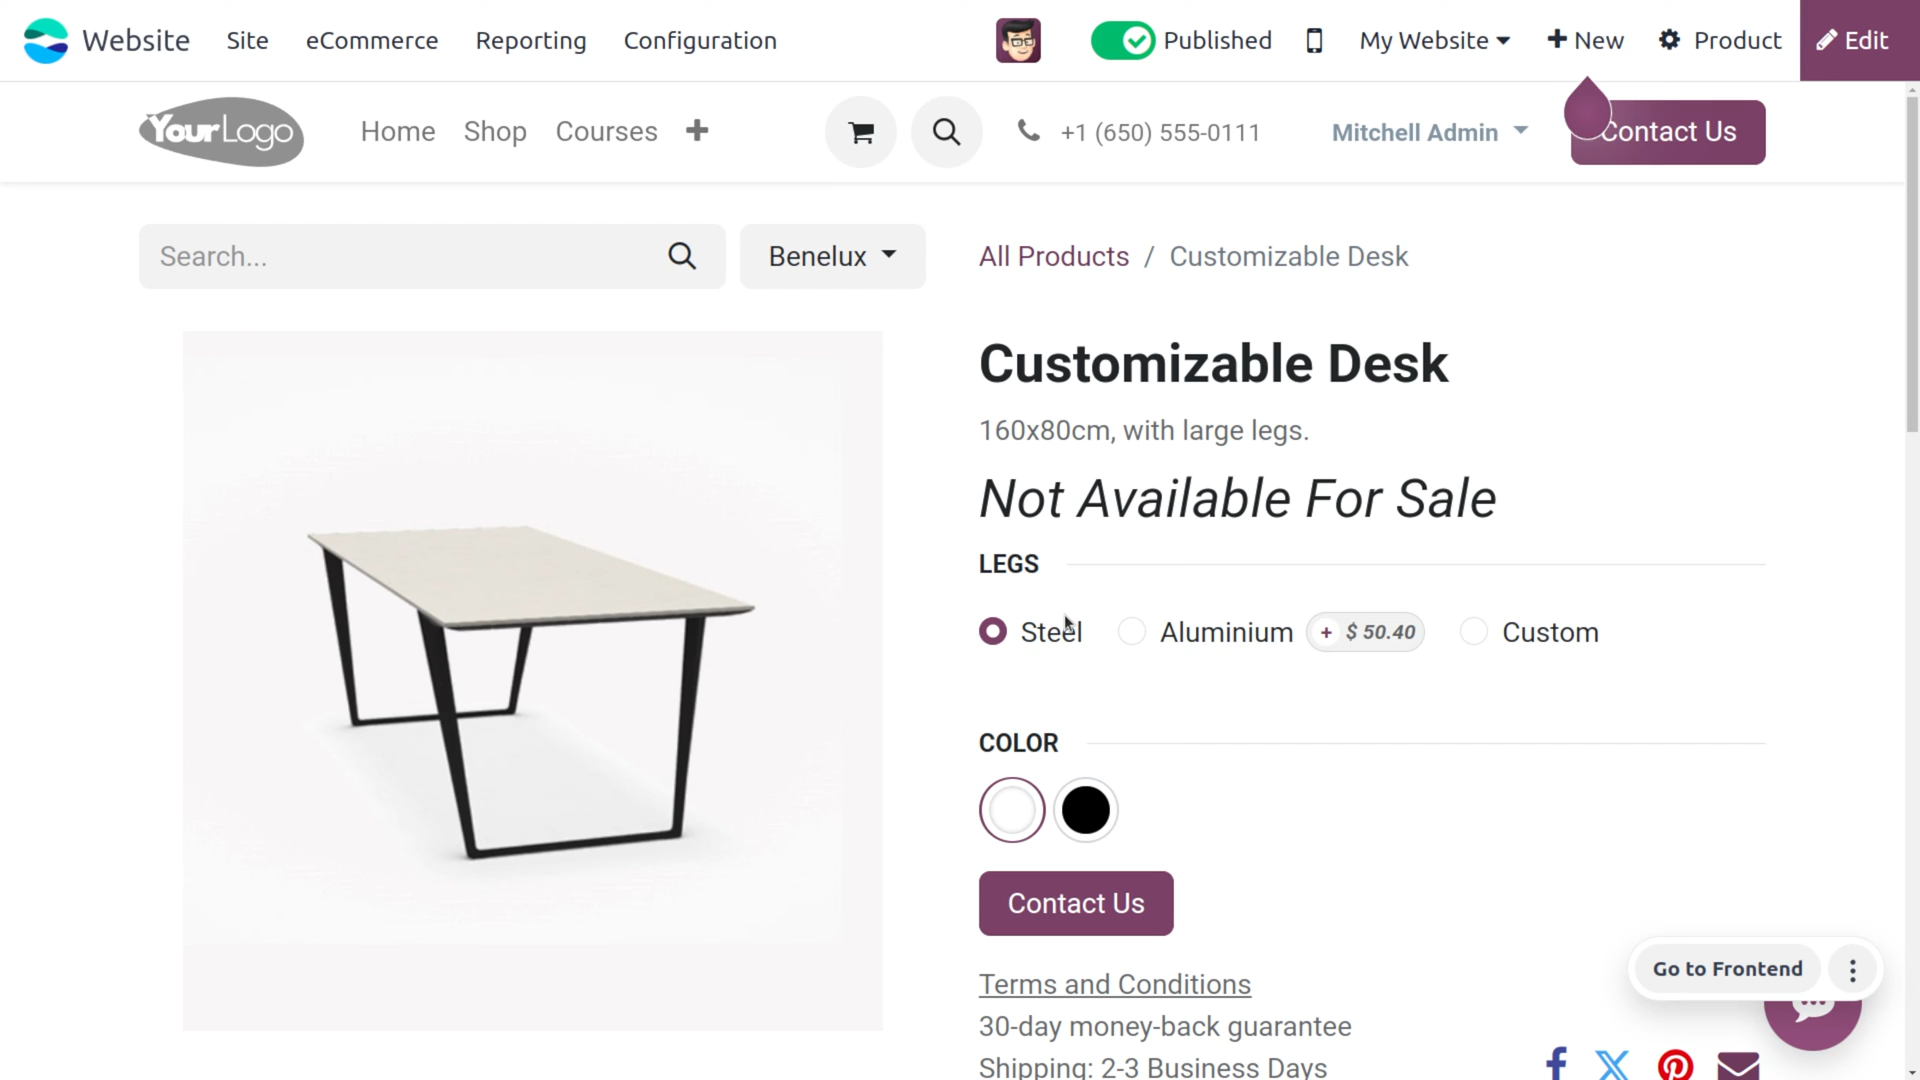 Website Site eCommerce Reporting Configuration Published My Website + New Product Edit
YourLogo Home Shop Courses + +1 (650) 555-0111 Mitchell Admin Contact Us
Search... Benelux All Products / Customizable Desk
Customizable Desk
160x80cm, with large legs.
Not Available For Sale
LEGS
Steel Aluminium + $ 50.40 Custom
COLOR
Contact Us
Go to Frontend
Terms and Conditions
30-day money-back guarantee
Shipping: 2-3 Business Days